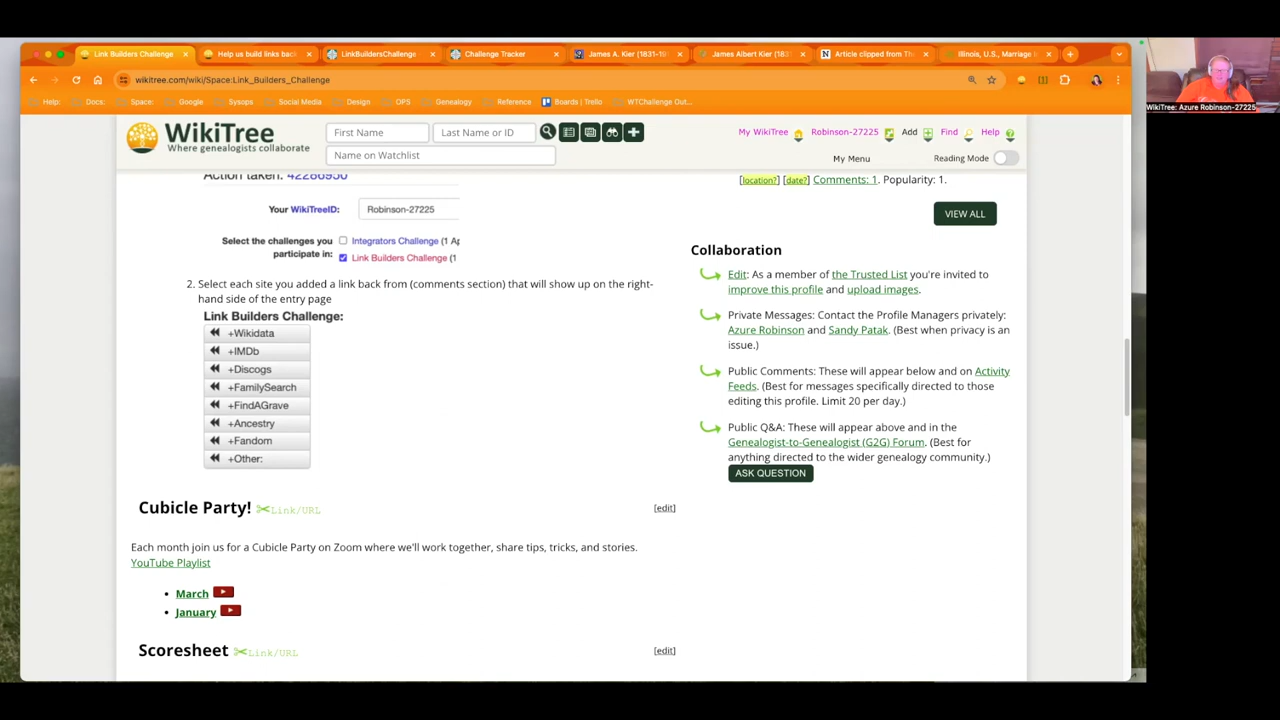 Link Builders Challenge
Help us build links back
LinkBuildersChallenge
Challenge Tracker
James A. Kier (1831-191
James Albert Kier (1831
Article clipped from The
Illinois, U.S., Marriage In
wikitree.com/wiki/Space:Link_Builders_Challenge
Help: Docs: Space: Google Sysops Social Media Design OPS Genealogy Reference Boards | Trello WTChallenge Out...
WikiTree: Azure Robinson-27225
WikiTree
Where genealogists collaborate
First Name
Last Name or ID
Name on Watchlist
My WikiTree Robinson-27225 Add Find Help
My Menu
Reading Mode
Action taken: 42286950
Your WikiTreeID: Robinson-27225
Select the challenges you participate in:
Integrators Challenge (1 Ap
Link Builders Challenge (1
2. Select each site you added a link back from (comments section) that will show up on the right-
hand side of the entry page
Link Builders Challenge:
+Wikidata
+IMDb
+Discogs
+FamilySearch
+FindAGrave
+Ancestry
+Fandom
+Other:
Cubicle Party! Link/URL [edit]
Each month join us for a Cubicle Party on Zoom where we'll work together, share tips, tricks, and stories.
YouTube Playlist
• March
• January
Scoresheet Link/URL [edit]
[location?] [date?] Comments: 1. Popularity: 1.
VIEW ALL
Collaboration
Edit: As a member of the Trusted List you're invited to
improve this profile and upload images.
Private Messages: Contact the Profile Managers privately:
Azure Robinson and Sandy Patak. (Best when privacy is an
issue.)
Public Comments: These will appear below and on Activity
Feeds. (Best for messages specifically directed to those
editing this profile. Limit 20 per day.)
Public Q&A: These will appear above and in the
Genealogist-to-Genealogist (G2G) Forum. (Best for
anything directed to the wider genealogy community.)
ASK QUESTION